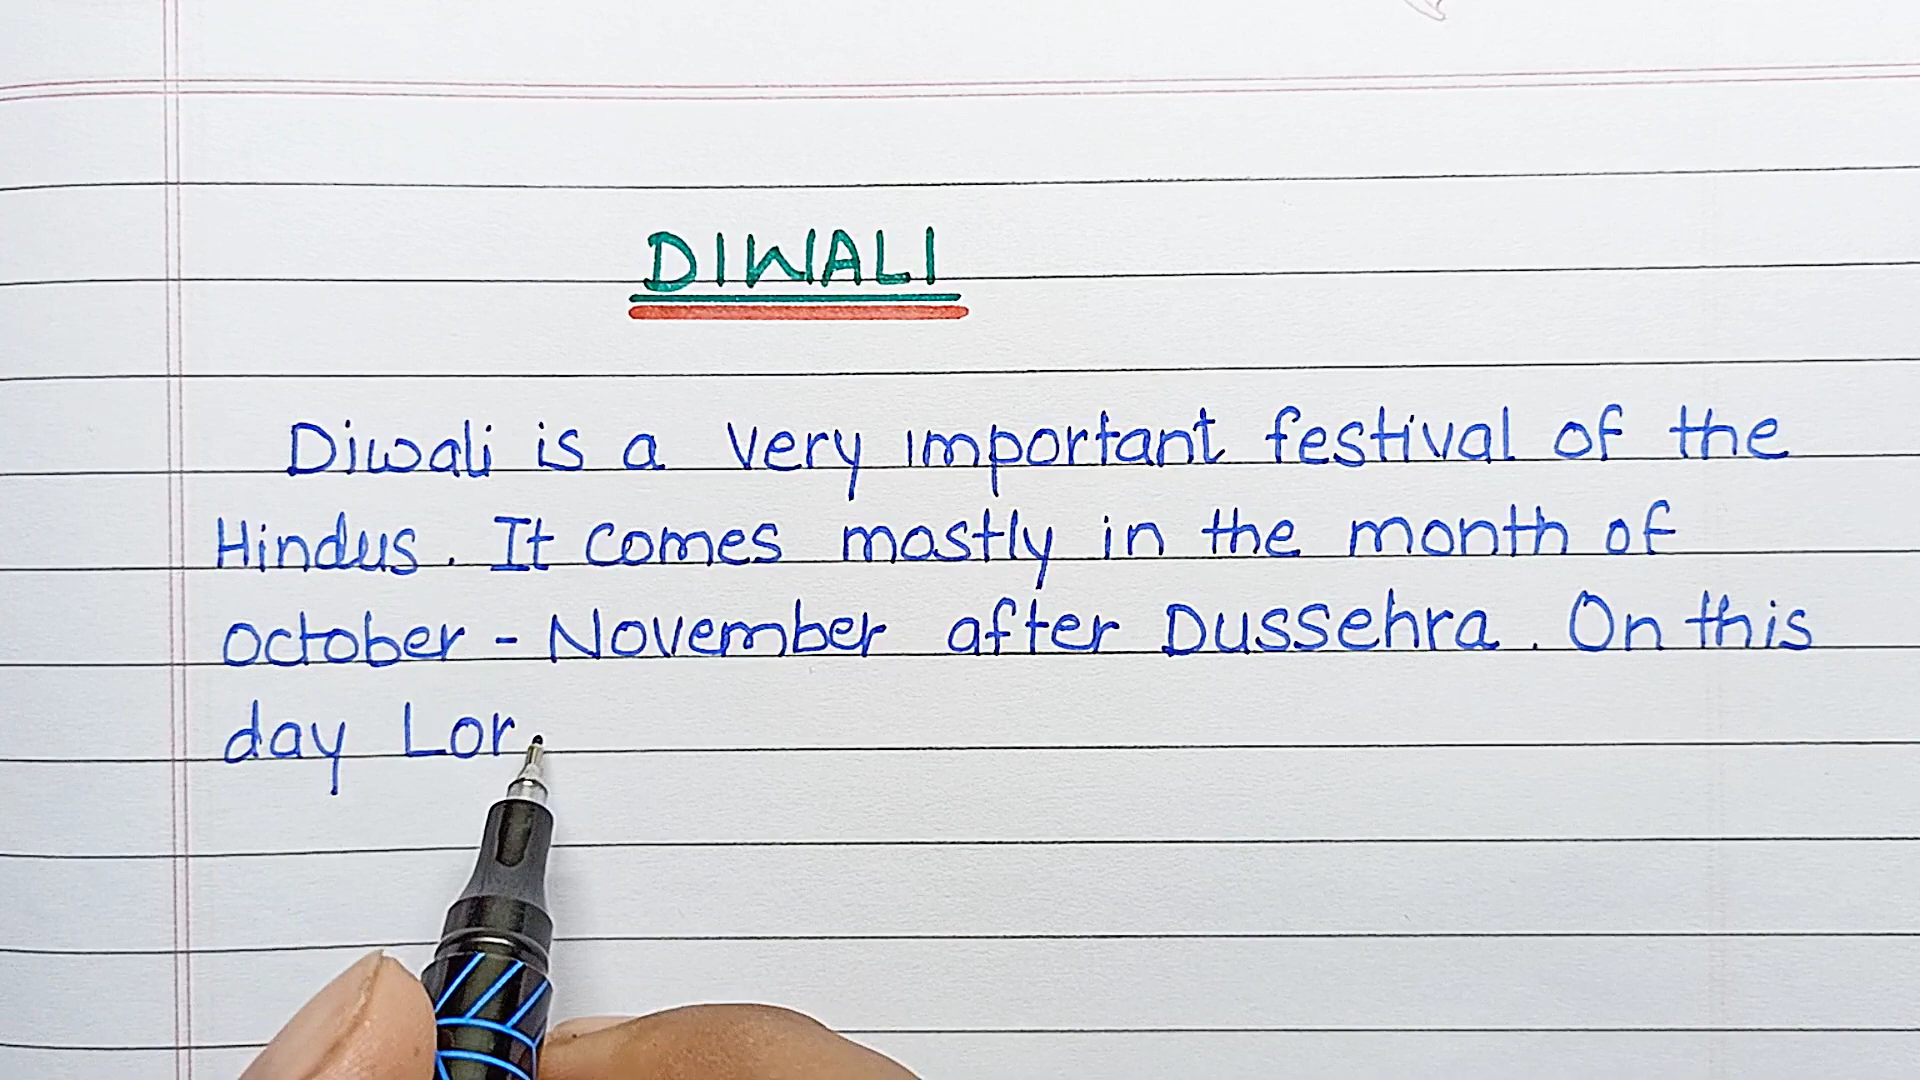 DIWALI
Diwali is a very important festival of the
Hindus. It comes mostly in the month of
October - November after Dussehra. On this
day Lor